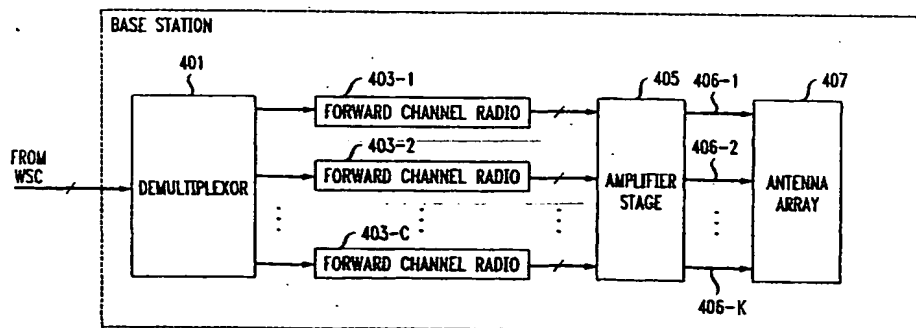 BASE STATION
401
403-1
405
406-1
407
FORWARD CHANNEL RADIO
FROM
WSC
403-2
406-2
DEMULTIPLEXOR
FORWARD CHANNEL RADIO
AMPLIFIER
STAGE
ANTENNA
ARRAY
403-C
FORWARD CHANNEL RADIO
406-K